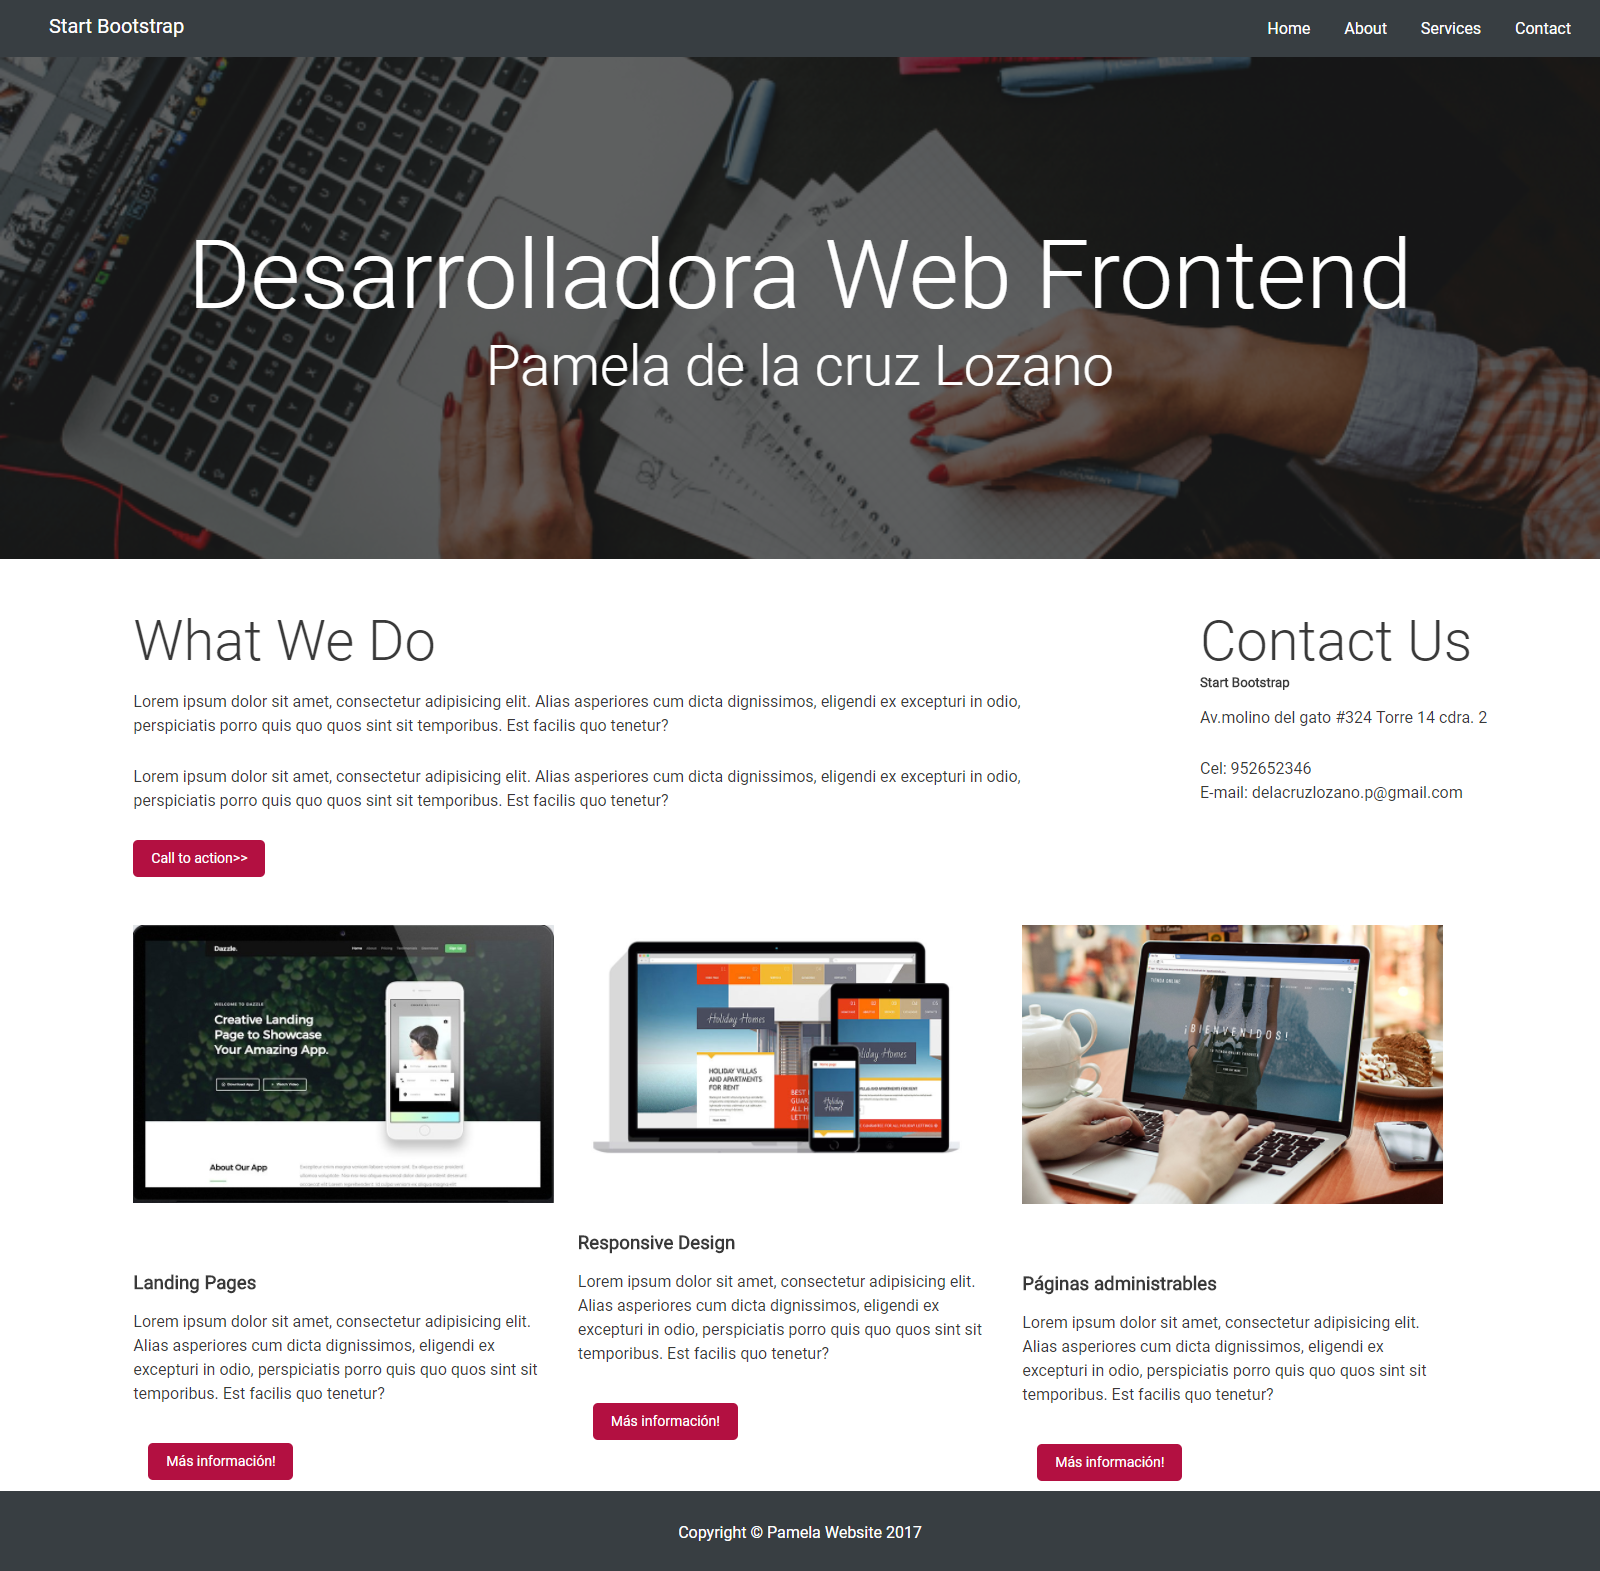 Start Bootstrap
Home About Services Contact
Desarrolladora Web Frontend
Pamela de la cruz Lozano
What We Do
Lorem ipsum dolor sit amet, consectetur adipisicing elit. Alias asperiores cum dicta dignissimos, eligendi ex excepturi in odio,
perspiciatis porro quis quo quos sint sit temporibus. Est facilis quo tenetur?
Lorem ipsum dolor sit amet, consectetur adipisicing elit. Alias asperiores cum dicta dignissimos, eligendi ex excepturi in odio,
perspiciatis porro quis quo quos sint sit temporibus. Est facilis quo tenetur?
Call to action>>
Contact Us
Start Bootstrap
Av.molino del gato #324 Torre 14 cdra. 2
Cel: 952652346
E-mail: delacruzlozano.p@gmail.com
Dazzle.
WELCOME TO DAZZLE
Creative Landing
Page to Showcase
Your Amazing App.
Download App Watch Video
About Our App
Holiday Homes
HOLIDAY VILLAS
AND APARTMENTS
FOR RENT
Holiday Homes
TIENDA ONLINE
¡BIENVENIDOS!
Landing Pages
Lorem ipsum dolor sit amet, consectetur adipisicing elit.
Alias asperiores cum dicta dignissimos, eligendi ex
excepturi in odio, perspiciatis porro quis quo quos sint sit
temporibus. Est facilis quo tenetur?
Más información!
Responsive Design
Lorem ipsum dolor sit amet, consectetur adipisicing elit.
Alias asperiores cum dicta dignissimos, eligendi ex
excepturi in odio, perspiciatis porro quis quo quos sint sit
temporibus. Est facilis quo tenetur?
Más información!
Páginas administrables
Lorem ipsum dolor sit amet, consectetur adipisicing elit.
Alias asperiores cum dicta dignissimos, eligendi ex
excepturi in odio, perspiciatis porro quis quo quos sint sit
temporibus. Est facilis quo tenetur?
Más información!
Copyright © Pamela Website 2017